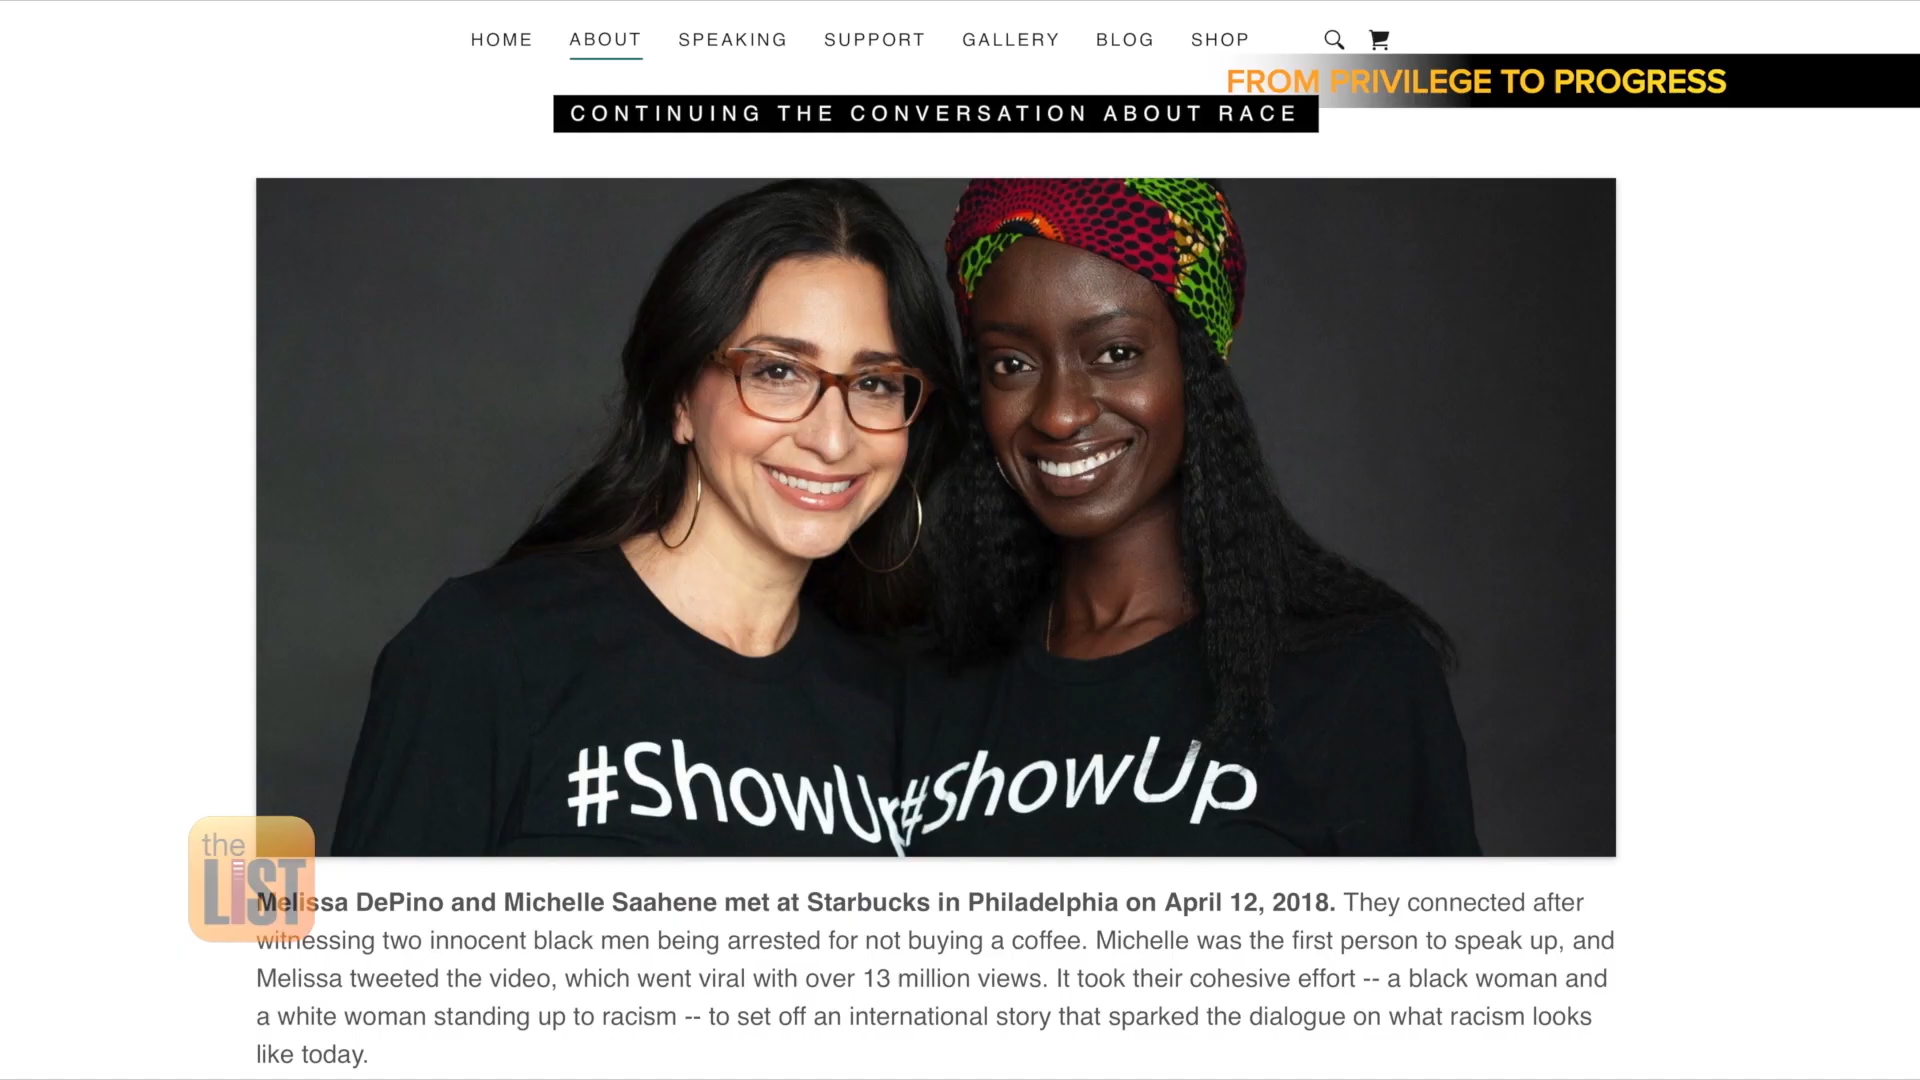 HOME ABOUT SPEAKING SUPPORT GALLERY BLOG SHOP
FROM PRIVILEGE TO PROGRESS
CONTINUING THE CONVERSATION ABOUT RACE
#ShowUp #ShowUp
the
LIST
Melissa DePino and Michelle Saahene met at Starbucks in Philadelphia on April 12, 2018. They connected after
witnessing two innocent black men being arrested for not buying a coffee. Michelle was the first person to speak up, and
Melissa tweeted the video, which went viral with over 13 million views. It took their cohesive effort -- a black woman and
a white woman standing up to racism -- to set off an international story that sparked the dialogue on what racism looks
like today.